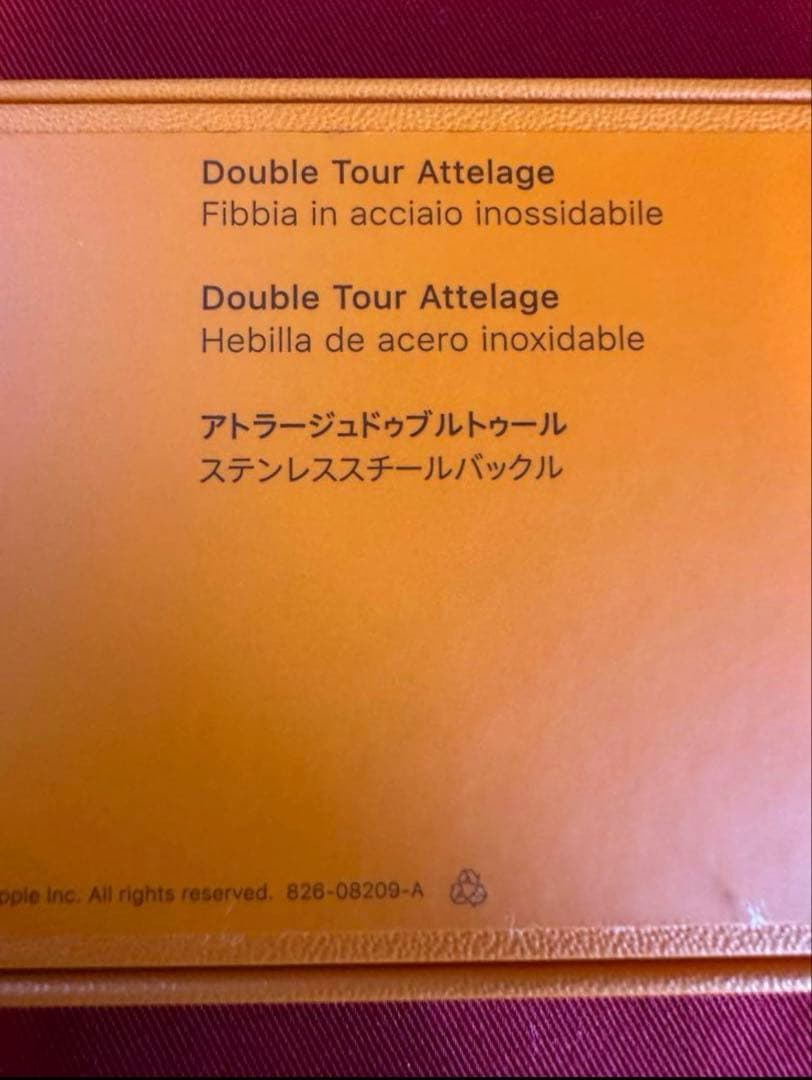 Double Tour Attelage
Fibbia in acciaio inossidabile
Double Tour Attelage
Hebilla de acero inoxidable
アトラージュドゥブルトゥール
ステンレススチールバックル
pple Inc. All rights reserved. 826-08209-A